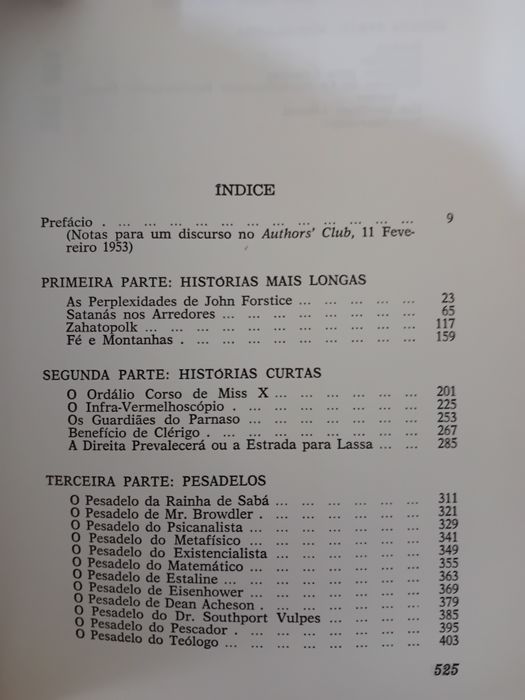 ÍNDICE
Prefácio . ... ... ... ... ... ... ... ... ... ... ... 9
(Notas para um discurso no Authors' Club, 11 Feve-
reiro 1953)
PRIMEIRA PARTE: HISTÓRIAS MAIS LONGAS
As Perplexidades de John Forstice ... ... ... ... ... 23
Satanás nos Arredores ... ... ... ... ... ... ... ... 65
Zahatopolk ... ... ... ... ... ... ... ... ... ... ... 117
Fé e Montanhas . ... ... ... ... ... ... ... ... ... 159
SEGUNDA PARTE: HISTÓRIAS CURTAS
O Ordálio Corso de Miss X ... ... ... ... ... ... 201
O Infra-Vermelhoscópio . ... ... ... ... ... ... ... 225
Os Guardiães do Parnaso ... ... ... ... ... ... ... 253
Benefício de Clérigo . ... ... ... ... ... ... ... ... 267
A Direita Prevalecerá ou a Estrada para Lassa ... ... 285
TERCEIRA PARTE: PESADELOS
O Pesadelo da Rainha de Sabá ... ... ... ... ... ... 311
O Pesadelo de Mr. Browdler . ... ... ... ... ... ... 321
O Pesadelo do Psicanalista ... ... ... ... ... ... ... 329
O Pesadelo do Metafísico ... ... ... ... ... ... ... 341
O Pesadelo do Existencialista ... ... ... ... ... ... 349
O Pesadelo do Matemático ... ... ... ... ... ... ... 355
O Pesadelo de Estaline ... ... ... ... ... ... ... ... 363
O Pesadelo de Eisenhower ... ... ... ... ... ... ... 369
O Pesadelo de Dean Acheson . ... ... ... ... ... ... 379
O Pesadelo do Dr. Southport Vulpes ... ... ... ... 385
O Pesadelo do Pescador . ... ... ... ... ... ... ... 395
O Pesadelo do Teólogo ... ... ... ... ... ... ... ... 403
525